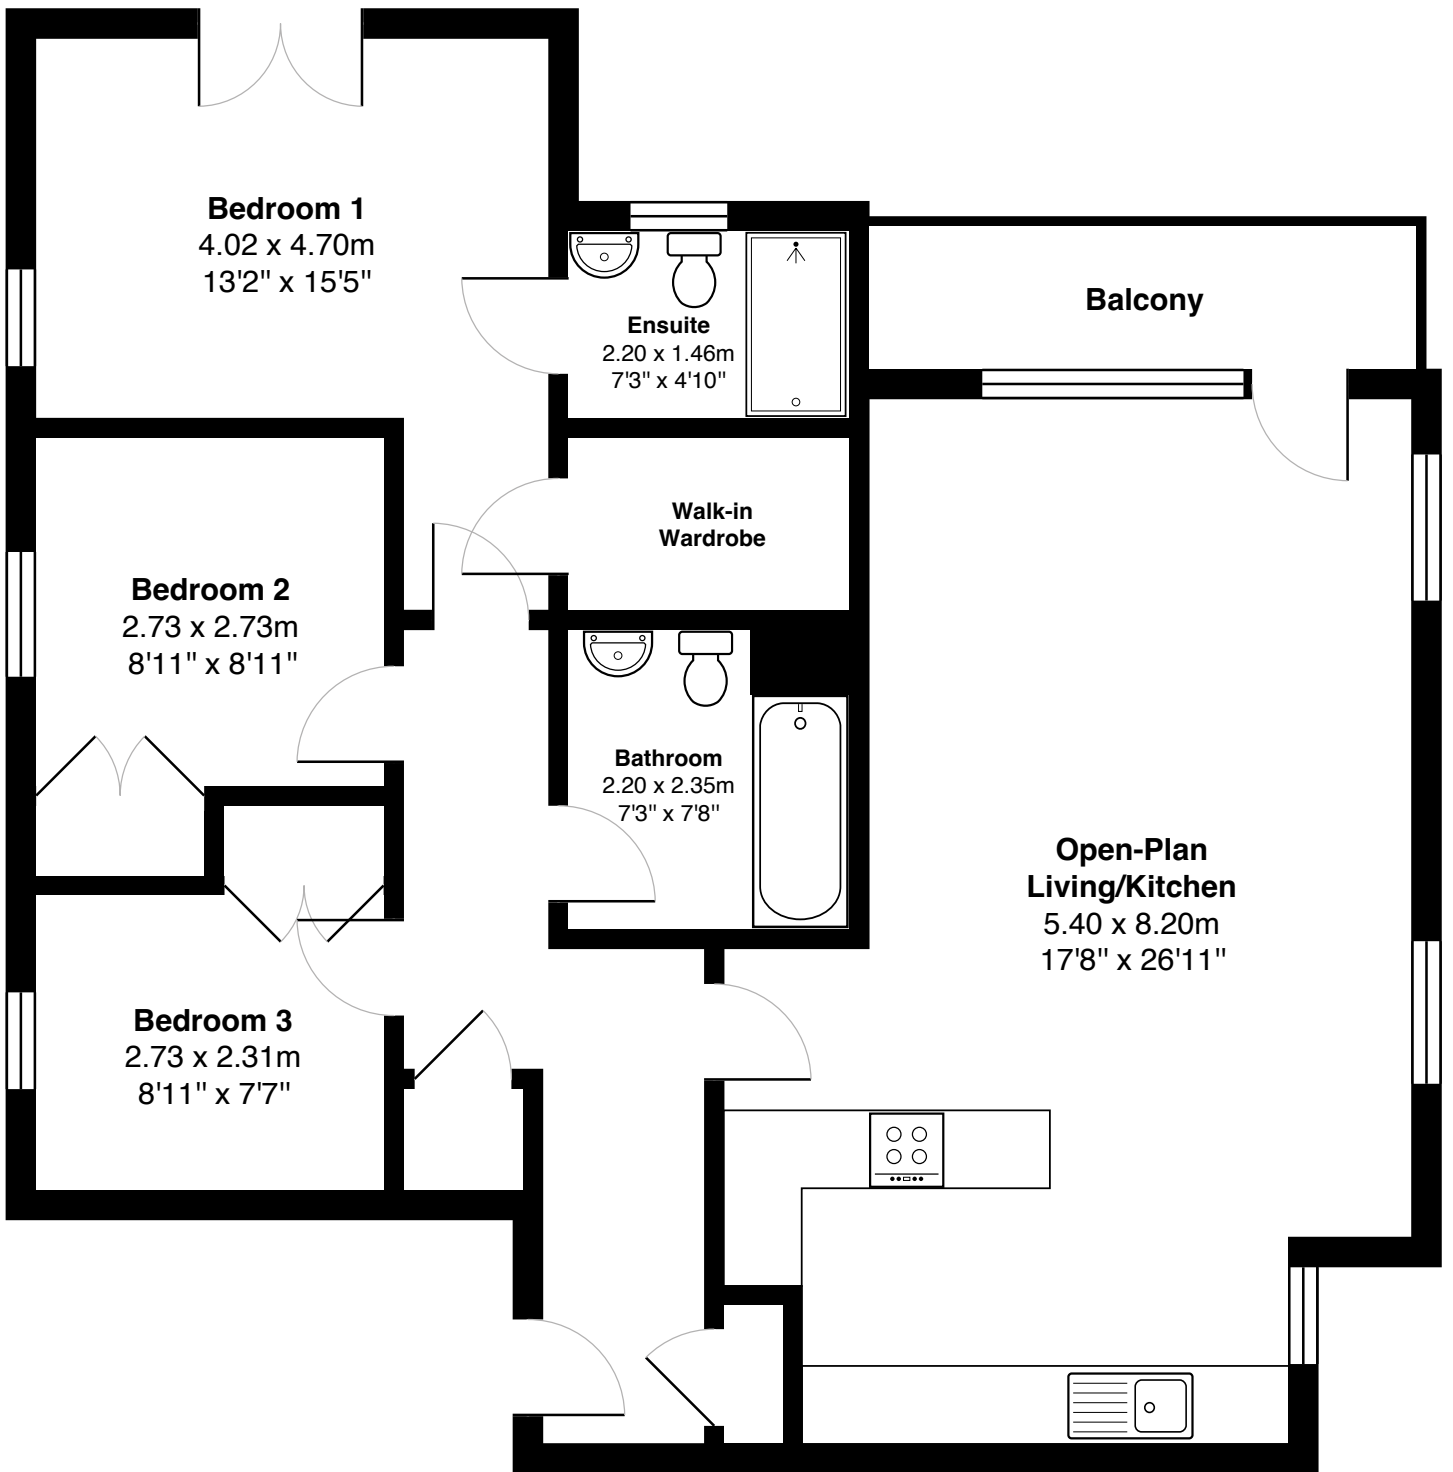 Bedroom 1
4.02 x 4.70m
13'2" x 15'5"
Ensuite
2.20 x 1.46m
7'3" x 4'10"
Balcony
Walk-in
Wardrobe
Bedroom 2
2.73 x 2.73m
8'11" x 8'11"
Bathroom
2.20 x 2.35m
7'3" x 7'8"
Open-Plan
Living/Kitchen
5.40 x 8.20m
17'8" x 26'11"
Bedroom 3
2.73 x 2.31m
8'11" x 7'7"